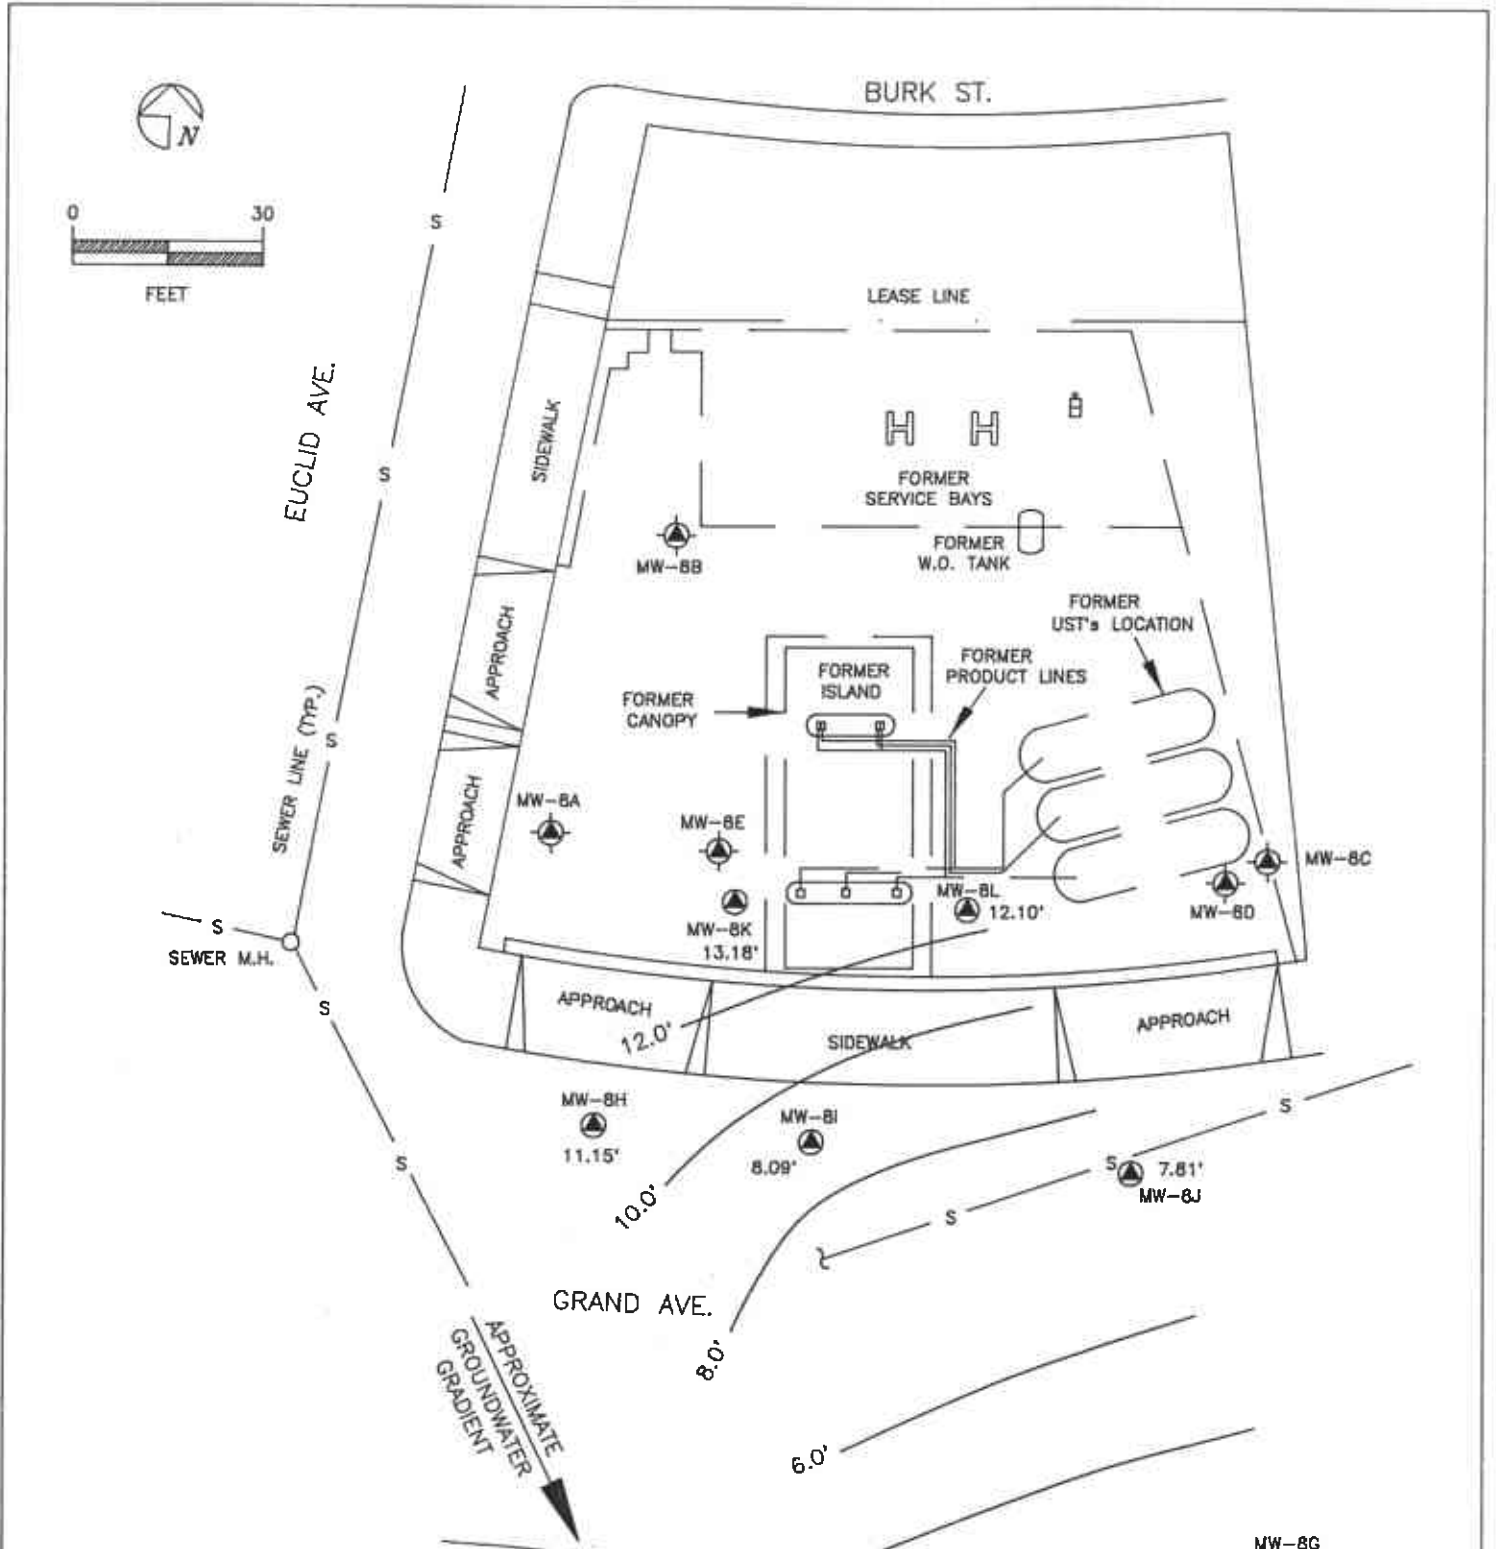 BURK ST.
N
0 30
FEET
S
LEASE LINE
EUCLID AVE.
SIDEWALK
S
FORMER
SERVICE BAYS
FORMER
W.O. TANK
MW-8B
FORMER
UST's LOCATION
APPROACH
FORMER
PRODUCT LINES
FORMER
ISLAND
FORMER
CANOPY
SEWER LINE (TYP.)
S
APPROACH
MW-8A
MW-8E
MW-8C
MW-8L
12.10'
MW-8D
MW-8K
13.18'
S
SEWER M.H.
S
APPROACH
12.0'
SIDEWALK
APPROACH
MW-8H
11.15'
MW-8I
8.09'
S
S
S
7.81'
MW-8J
10.0'
S
GRAND AVE.
8.0'
APPROXIMATE
GROUNDWATER
GRADIENT
6.0'
MW-8G